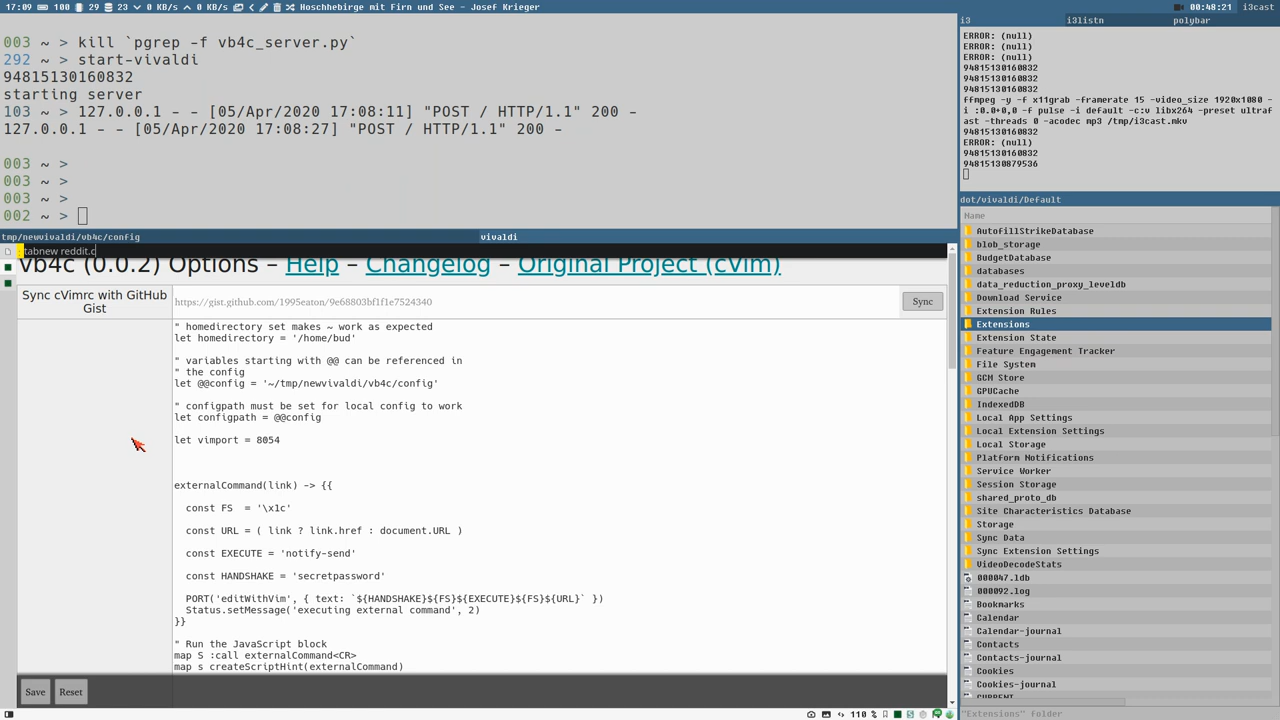 17:09 100 29 23 0 KB/s 0 KB/s Hoschhebirge mit Firn und See - Josef Krieger 00:48:21 i3cast
003 ~ > kill `pgrep -f vb4c_server.py`
292 ~ > start-vivaldi
94815130160832
starting server
103 ~ > 127.0.0.1 - - [05/Apr/2020 17:08:11] "POST / HTTP/1.1" 200 -
127.0.0.1 - - [05/Apr/2020 17:08:27] "POST / HTTP/1.1" 200 -
003 ~ >
003 ~ >
003 ~ >
002 ~ >
tmp/newvivaldi/vb4c/config vivaldi
:tabnew reddit.c
Vb4c (0.0.2) Options – Help – Changelog – Original Project (cVim)
Sync cVimrc with GitHub Gist
https://gist.github.com/1995eaton/9e68803bf1f1e7524340
Sync
" homedirectory set makes ~ work as expected
let homedirectory = '/home/bud'
" variables starting with @@ can be referenced in
" the config
let @@config = '~/tmp/newvivaldi/vb4c/config'
" configpath must be set for local config to work
let configpath = @@config
let vimport = 8054
externalCommand(link) -> {{
const FS  = '\x1c'
const URL = ( link ? link.href : document.URL )
const EXECUTE = 'notify-send'
const HANDSHAKE = 'secretpassword'
PORT('editWithVim', { text: `${HANDSHAKE}${FS}${EXECUTE}${FS}${URL}` })
Status.setMessage('executing external command', 2)
}}
" Run the JavaScript block
map S :call externalCommand<CR>
map s createScriptHint(externalCommand)
Save Reset
110 %
i3 i3listn polybar
ERROR: (null)
ERROR: (null)
ERROR: (null)
94815130160832
94815130160832
94815130160832
ffmpeg -y -f x11grab -framerate 15 -video_size 1920x1080 -
i :0.0+0,0 -f pulse -i default -c:v libx264 -preset ultraf
ast -threads 0 -acodec mp3 /tmp/i3cast.mkv
94815130160832
ERROR: (null)
94815130160832
94815130879536
dot/vivaldi/Default
Name
AutofillStrikeDatabase
blob_storage
BudgetDatabase
databases
data_reduction_proxy_leveldb
Download Service
Extension Rules
Extensions
Extension State
Feature Engagement Tracker
File System
GCM Store
GPUCache
IndexedDB
Local App Settings
Local Extension Settings
Local Storage
Platform Notifications
Service Worker
Session Storage
shared_proto_db
Site Characteristics Database
Storage
Sync Data
Sync Extension Settings
VideoDecodeStats
000047.ldb
000092.log
Bookmarks
Calendar
Calendar-journal
Contacts
Contacts-journal
Cookies
Cookies-journal
CURRENT
"Extensions" folder